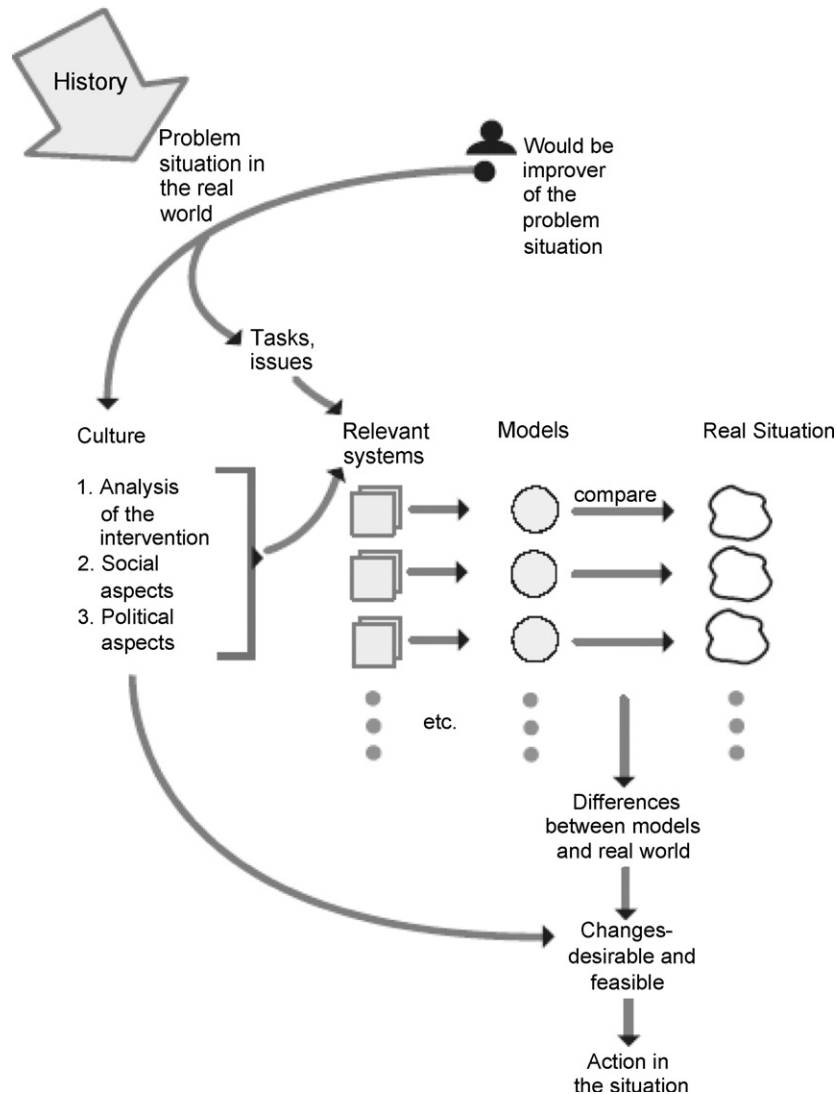 History
Problem
situation in
the real
world
Would be
improver
of the
problem
situation
Tasks,
issues
Culture
1. Analysis
of the
intervention
2. Social
aspects
3. Political
aspects
Relevant
systems
Models
Real Situation
compare
etc.
Differences
between models
and real world
Changes-
desirable and
feasible
Action in
the situation